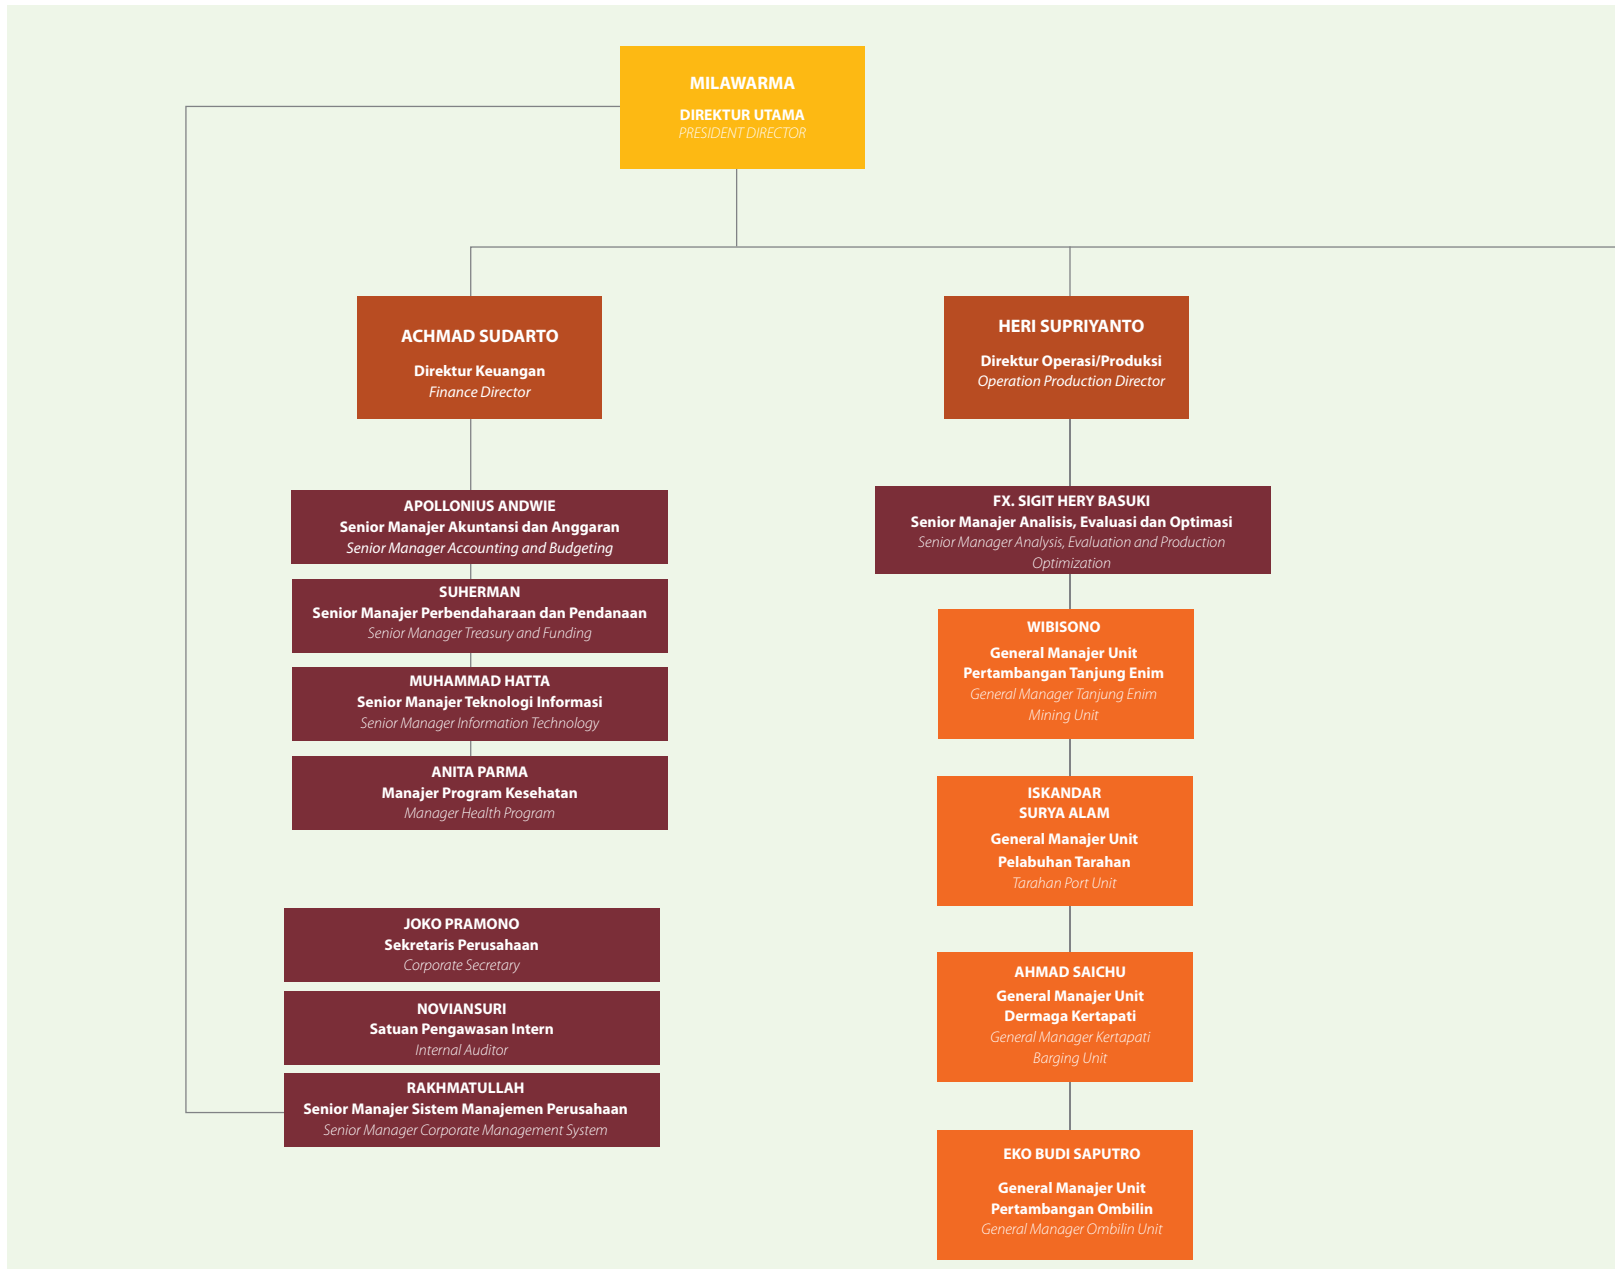 MILAWARMA
DIREKTUR UTAMA
PRESIDENT DIRECTOR
ACHMAD SUDARTO
Direktur Keuangan
Finance Director
HERI SUPRIYANTO
Direktur Operasi/Produksi
Operation Production Director
APOLLONIUS ANDWIE
Senior Manajer Akuntansi dan Anggaran
Senior Manager Accounting and Budgeting
SUHERMAN
Senior Manajer Perbendaharaan dan Pendanaan
Senior Manager Treasury and Funding
MUHAMMAD HATTA
Senior Manajer Teknologi Informasi
Senior Manager Information Technology
ANITA PARMA
Manajer Program Kesehatan
Manager Health Program
JOKO PRAMONO
Sekretaris Perusahaan
Corporate Secretary
NOVIANSURI
Satuan Pengawasan Intern
Internal Auditor
RAKHMATULLAH
Senior Manajer Sistem Manajemen Perusahaan
Senior Manager Corporate Management System
FX. SIGIT HERY BASUKI
Senior Manajer Analisis, Evaluasi dan Optimasi
Senior Manager Analysis, Evaluation and Production
Optimization
WIBISONO
General Manajer Unit
Pertambangan Tanjung Enim
General Manager Tanjung Enim
Mining Unit
ISKANDAR
SURYA ALAM
General Manajer Unit
Pelabuhan Tarahan
Tarahan Port Unit
AHMAD SAICHU
General Manajer Unit
Dermaga Kertapati
General Manager Kertapati
Barging Unit
EKO BUDI SAPUTRO
General Manajer Unit
Pertambangan Ombilin
General Manager Ombilin Unit